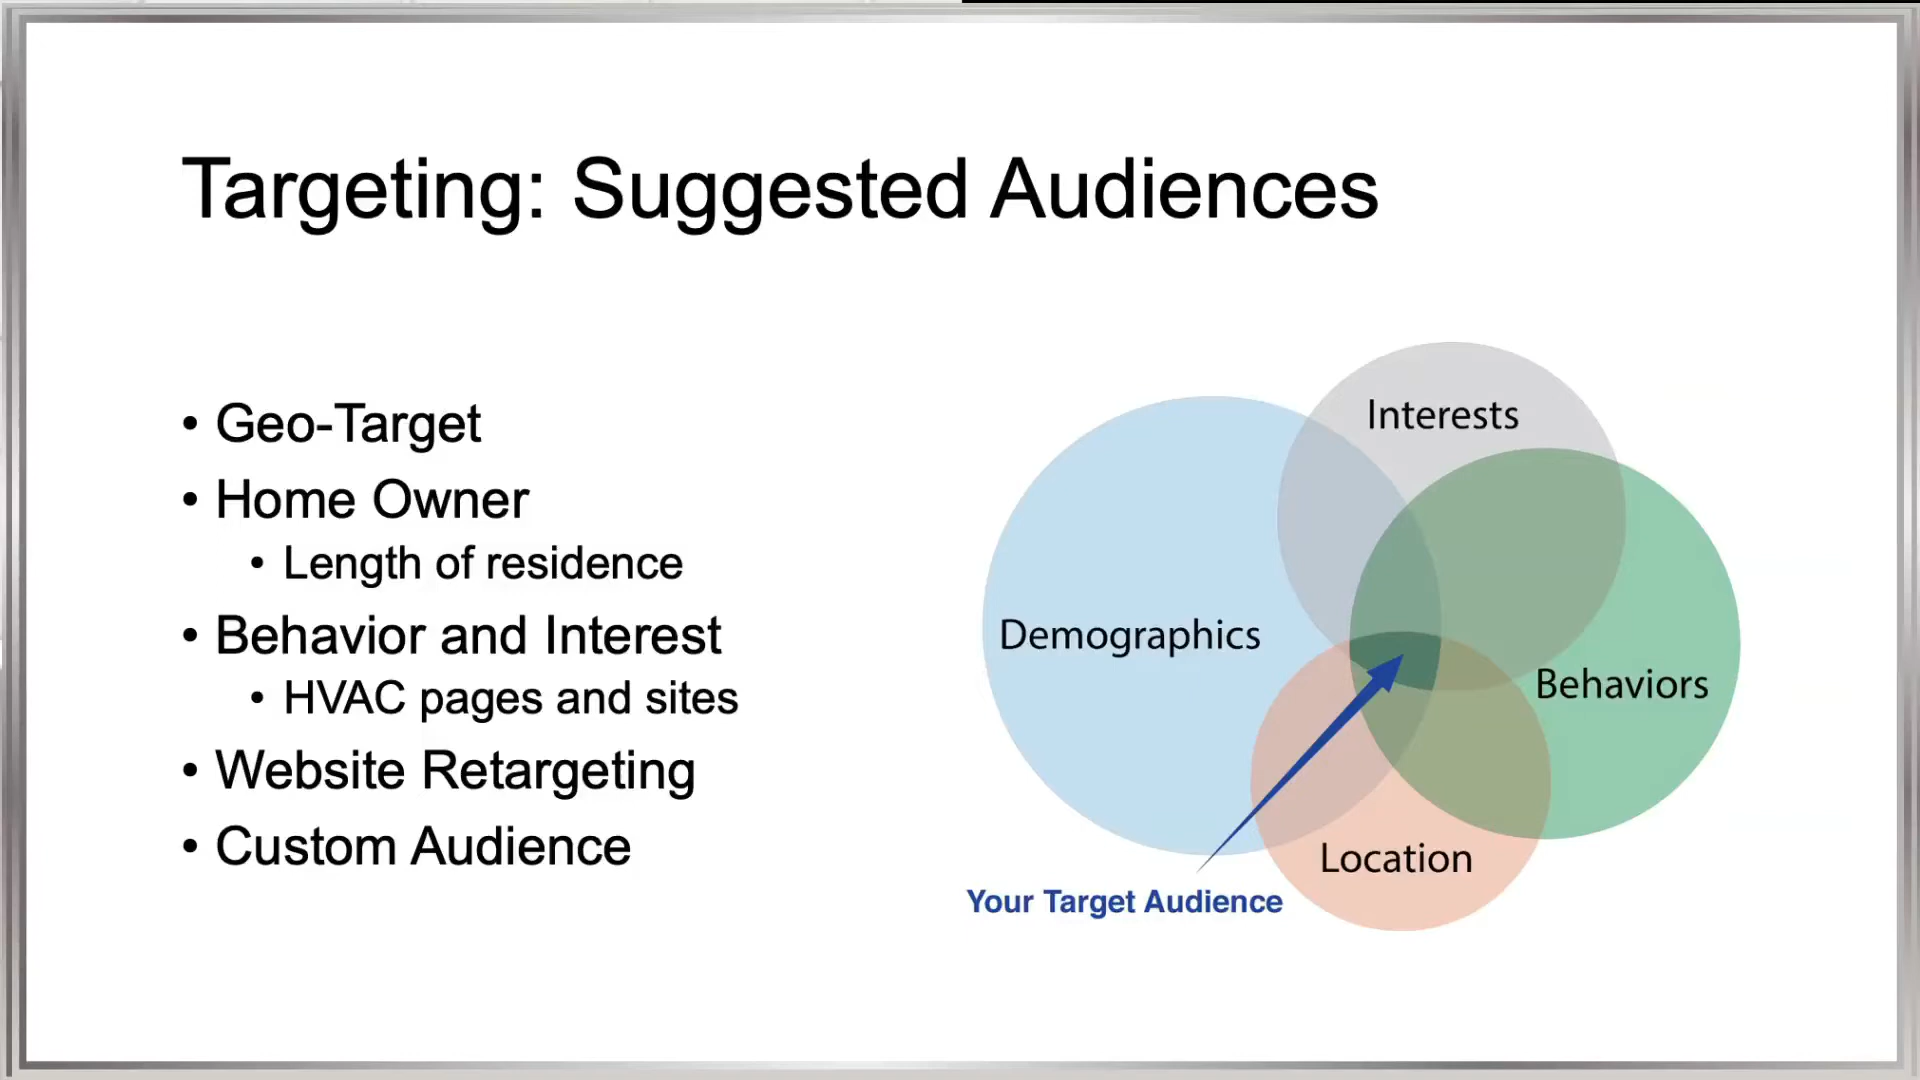 Targeting: Suggested Audiences
• Geo-Target
• Home Owner
• Length of residence
• Behavior and Interest
• HVAC pages and sites
• Website Retargeting
• Custom Audience
Interests
Demographics
Behaviors
Location
Your Target Audience